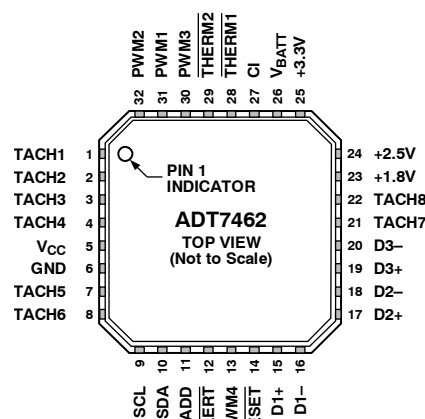 PWM2
PWM1
PWM3
THERM2
THERM1
CI
VBATT
+3.3V
32
31
30
29
28
27
26
25
TACH1 1
TACH2 2
TACH3 3
TACH4 4
VCC 5
GND 6
TACH5 7
TACH6 8
PIN 1
INDICATOR
ADT7462
TOP VIEW
(Not to Scale)
24 +2.5V
23 +1.8V
22 TACH8
21 TACH7
20 D3–
19 D3+
18 D2–
17 D2+
9
10
11
12
13
14
15
16
SCL
SDA
ADD
D1+
D1–